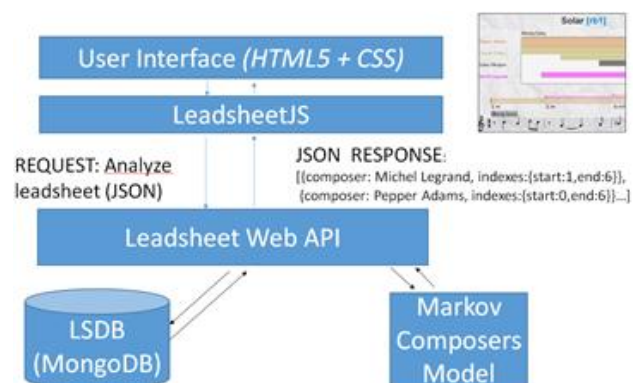 Solar [rb1]
User Interface (HTML5 + CSS)
LeadsheetJS
REQUEST: Analyze
leadsheet (JSON)
JSON RESPONSE:
[{composer: Michel Legrand, indexes:{start:1,end:6}},
{composer: Pepper Adams, indexes:{start:0,end:6}}...]
Leadsheet Web API
LSDB
(MongoDB)
Markov
Composers
Model